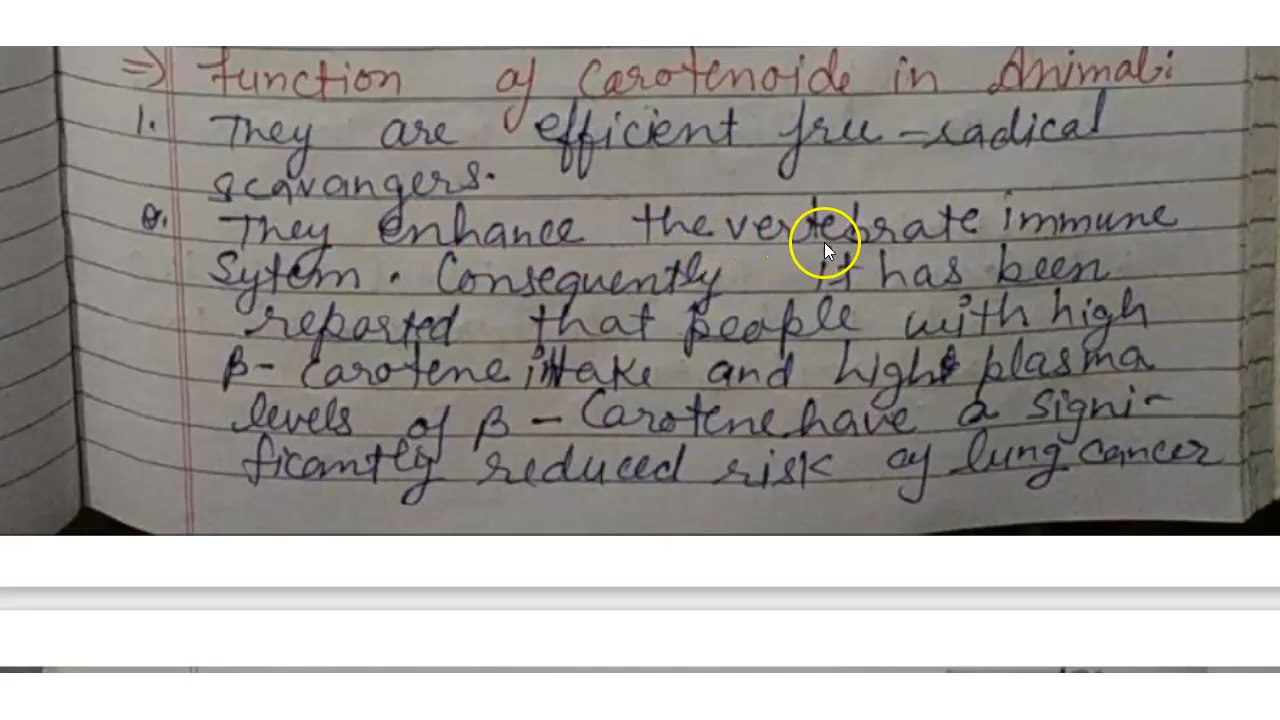 => function of Carotenoids in Animal:
1. They are efficient free-radical
scavangers.
2. They enhance the vertebrate immune
Sytem. Consequently it has been
reported that people with high
β-Carotene intake and high plasma
levels of β-Carotene have a signi-
ficantly reduced risk of lung cancer